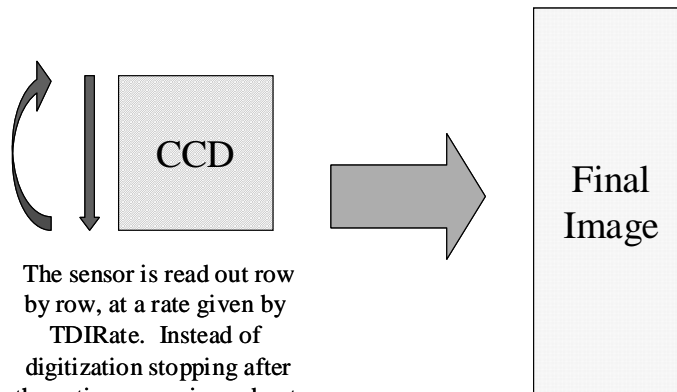 CCD
Final
Image
The sensor is read out row
by row, at a rate given by
TDIRate. Instead of
digitization stopping after